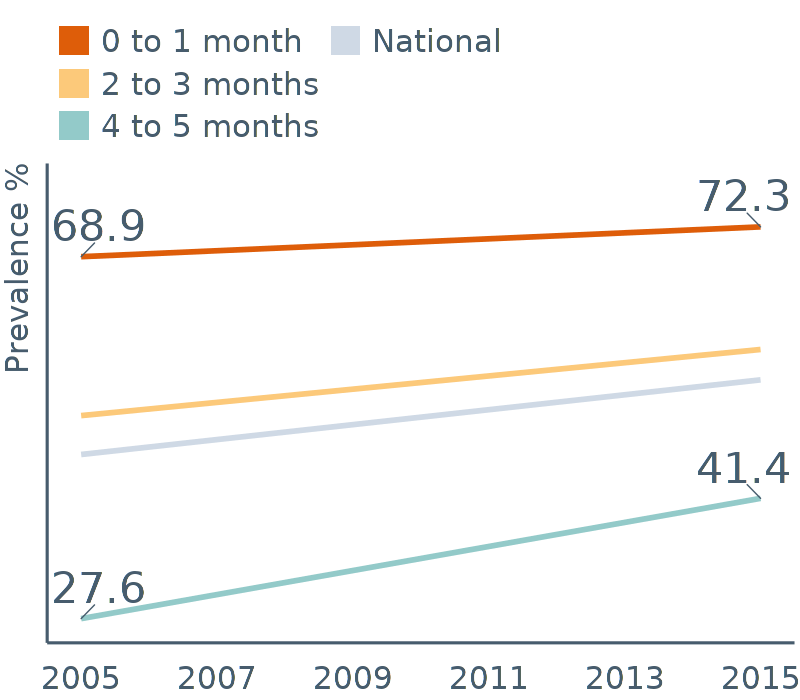 0 to 1 month
National
2 to 3 months
4 to 5 months
Prevalence %
72.3
68.9
41.4
27.6
2005 2007 2009 2011 2013 2015